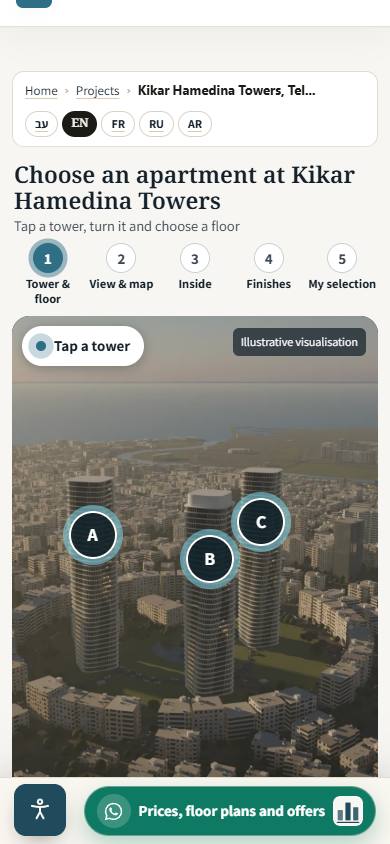 Home › Projects › Kikar Hamedina Towers, Tel...
עב EN FR RU AR
Choose an apartment at Kikar
Hamedina Towers
Tap a tower, turn it and choose a floor
1 2 3 4 5
Tower & floor
View & map
Inside
Finishes
My selection
Tap a tower
Illustrative visualisation
A
C
B
Prices, floor plans and offers